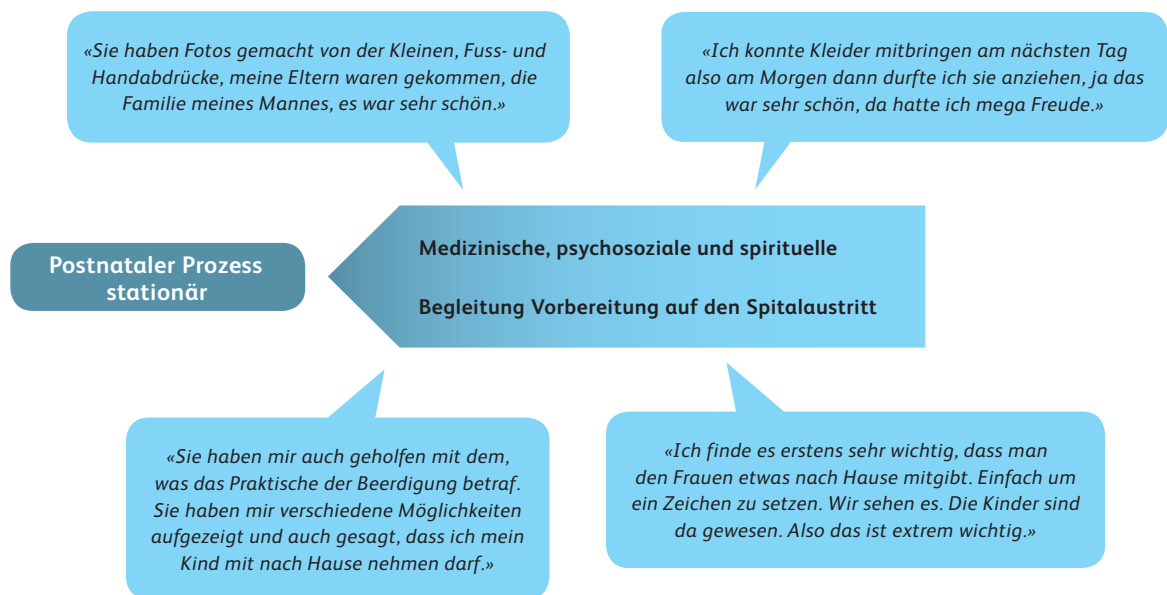 «Sie haben Fotos gemacht von der Kleinen, Fuss- und
Handabdrücke, meine Eltern waren gekommen, die
Familie meines Mannes, es war sehr schön.»
«Ich konnte Kleider mitbringen am nächsten Tag
also am Morgen dann durfte ich sie anziehen, ja das
war sehr schön, da hatte ich mega Freude.»
Postnataler Prozess
stationär
Medizinische, psychosoziale und spirituelle
Begleitung Vorbereitung auf den Spitalaustritt
«Sie haben mir auch geholfen mit dem,
was das Praktische der Beerdigung betraf.
Sie haben mir verschiedene Möglichkeiten
aufgezeigt und auch gesagt, dass ich mein
Kind mit nach Hause nehmen darf.»
«Ich finde es erstens sehr wichtig, dass man
den Frauen etwas nach Hause mitgibt. Einfach um
ein Zeichen zu setzen. Wir sehen es. Die Kinder sind
da gewesen. Also das ist extrem wichtig.»